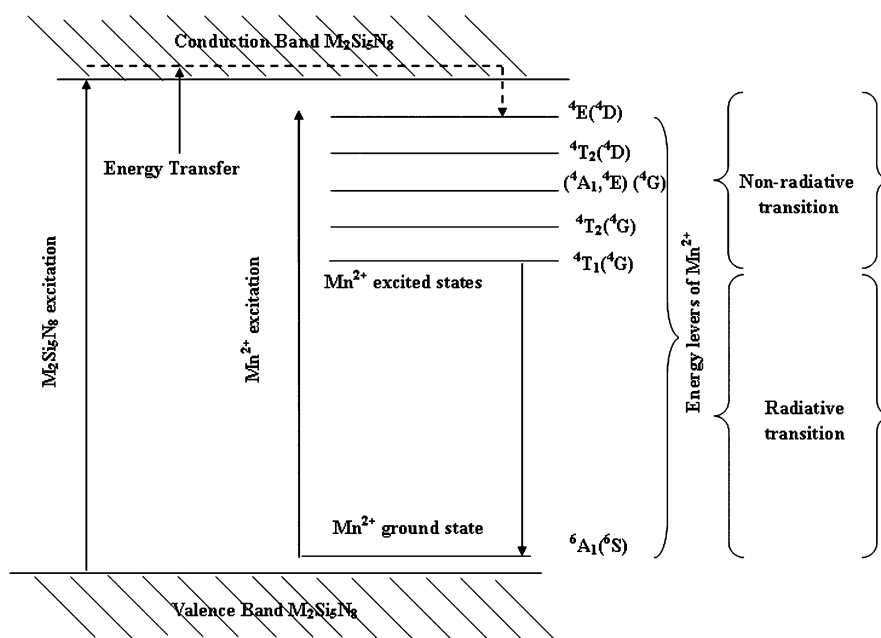 Conduction Band M₂Si₅N₈
⁴E(⁴D)
⁴T₂(⁴D)
(⁴A₁,⁴E) (⁴G)
⁴T₂(⁴G)
⁴T₁(⁴G)
Energy Transfer
Mn²⁺ excited states
M₂Si₅N₈ excitation
Mn²⁺ excitation
Energy levers of Mn²⁺
Non-radiative
transition
Radiative
transition
Mn²⁺ ground state
⁶A₁(⁶S)
Valence Band M₂Si₅N₈